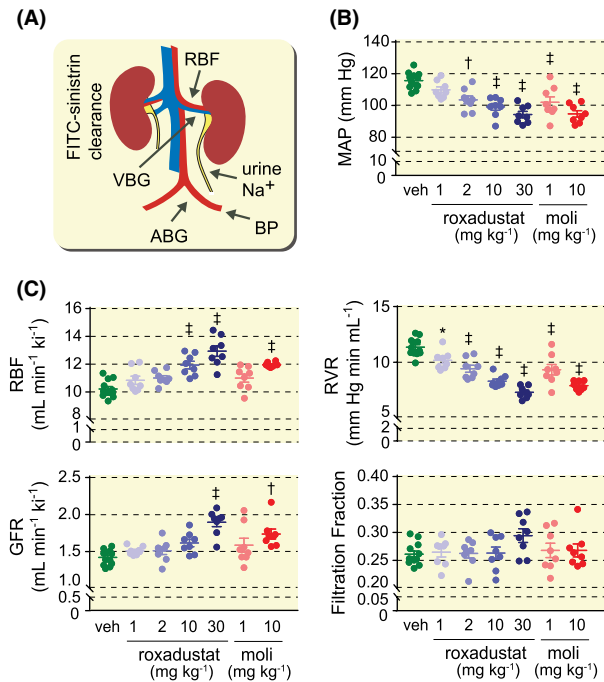 (A)
RBF
FITC-sinistrin
clearance
VBG
urine
Na⁺
ABG
BP
(B)
MAP (mm Hg)
140
120
100
80
10
0
†
‡
‡
‡
‡
veh
1
2
10
30
1
10
roxadustat
(mg kg⁻¹)
moli
(mg kg⁻¹)
(C)
RBF
(mL min⁻¹ ki⁻¹)
16
14
12
10
8
1
0
‡
‡
‡
RVR
(mm Hg min mL⁻¹)
15
10
5
2
0
*
‡
‡
‡
‡
‡
GFR
(mL min⁻¹ ki⁻¹)
2.5
2.0
1.5
1.0
0.5
0
‡
†
veh
1
2
10
30
1
10
roxadustat
(mg kg⁻¹)
moli
(mg kg⁻¹)
Filtration Fraction
0.40
0.35
0.30
0.25
0.20
0.05
0
veh
1
2
10
30
1
10
roxadustat
(mg kg⁻¹)
moli
(mg kg⁻¹)